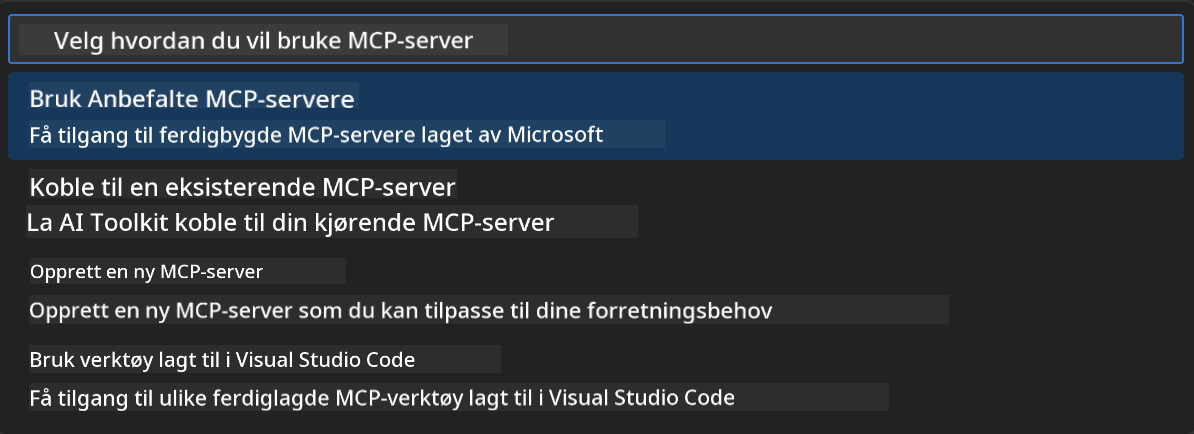 Velg hvordan du vil bruke MCP-server
Bruk Anbefalte MCP-servere
Få tilgang til ferdigbygde MCP-servere laget av Microsoft
Koble til en eksisterende MCP-server
La AI Toolkit koble til din kjørende MCP-server
Opprett en ny MCP-server
Opprett en ny MCP-server som du kan tilpasse til dine forretningsbehov
Bruk verktøy lagt til i Visual Studio Code
Få tilgang til ulike ferdiglagde MCP-verktøy lagt til i Visual Studio Code